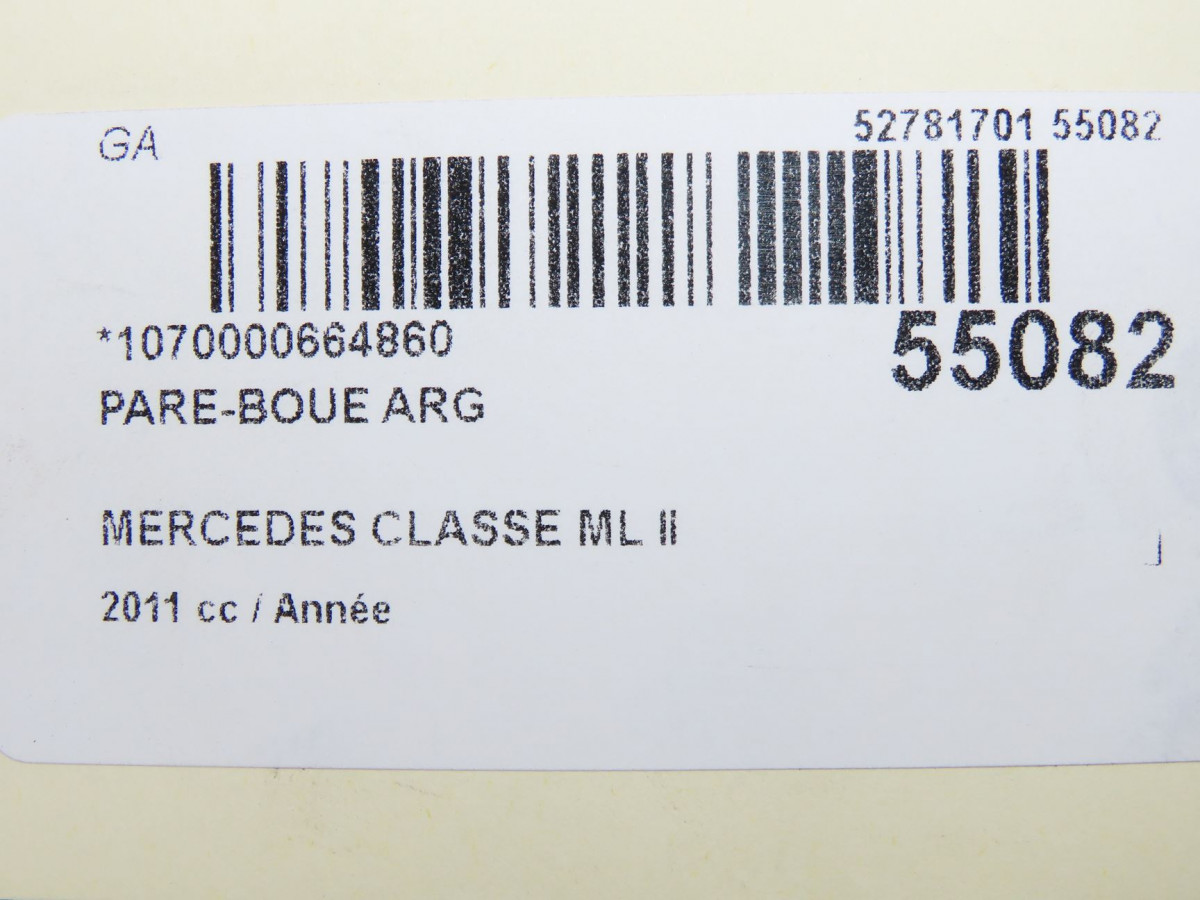 GA
52781701 55082
*1070000664860
55082
PARE-BOUE ARG
MERCEDES CLASSE ML II
2011 cc / Année